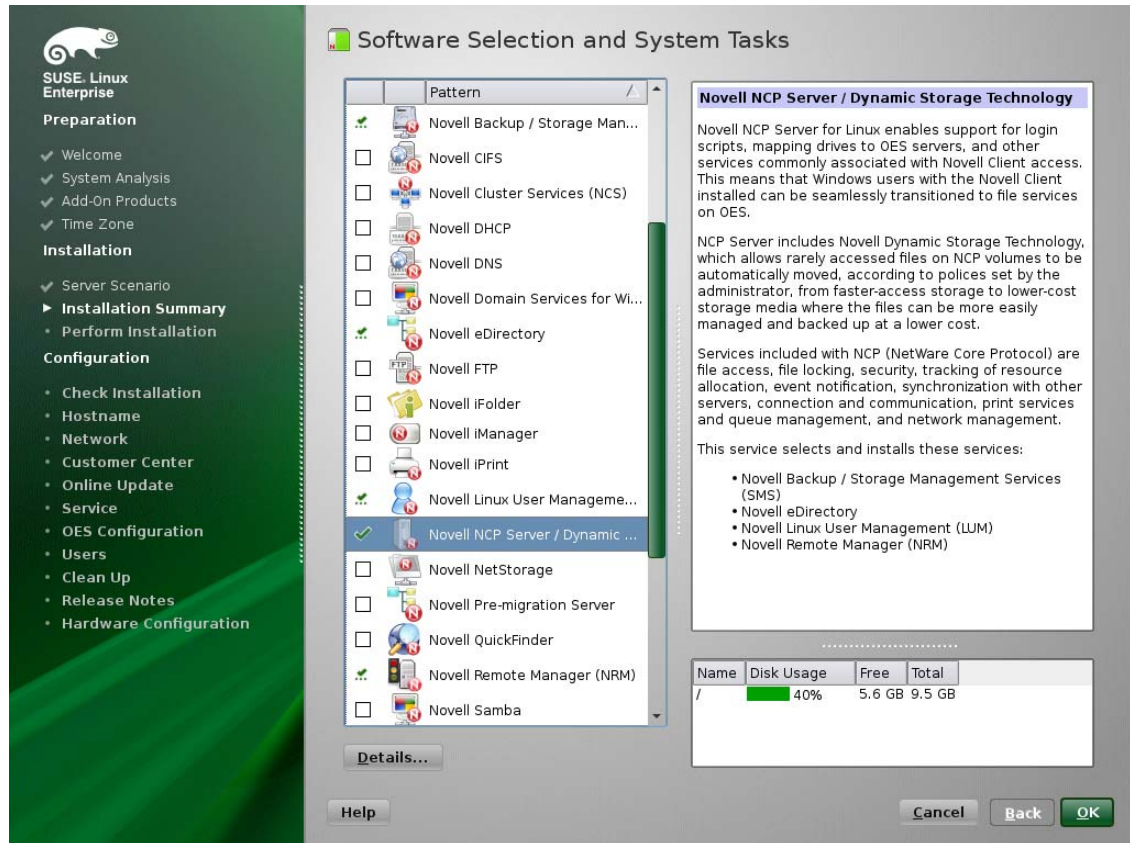 SUSE. Linux
Enterprise
Preparation
Welcome
System Analysis
Add-On Products
Time Zone
Installation
Server Scenario
Installation Summary
Perform Installation
Configuration
Check Installation
Hostname
Network
Customer Center
Online Update
Service
OES Configuration
Users
Clean Up
Release Notes
Hardware Configuration
Software Selection and System Tasks
Pattern
Novell Backup / Storage Man...
Novell CIFS
Novell Cluster Services (NCS)
Novell DHCP
Novell DNS
Novell Domain Services for Wi...
Novell eDirectory
Novell FTP
Novell iFolder
Novell iManager
Novell iPrint
Novell Linux User Manageme...
Novell NCP Server / Dynamic ...
Novell NetStorage
Novell Pre-migration Server
Novell QuickFinder
Novell Remote Manager (NRM)
Novell Samba
Details...
Novell NCP Server / Dynamic Storage Technology
Novell NCP Server for Linux enables support for login
scripts, mapping drives to OES servers, and other
services commonly associated with Novell Client access.
This means that Windows users with the Novell Client
installed can be seamlessly transitioned to file services
on OES.
NCP Server includes Novell Dynamic Storage Technology,
which allows rarely accessed files on NCP volumes to be
automatically moved, according to polices set by the
administrator, from faster-access storage to lower-cost
storage media where the files can be more easily
managed and backed up at a lower cost.
Services included with NCP (NetWare Core Protocol) are
file access, file locking, security, tracking of resource
allocation, event notification, synchronization with other
servers, connection and communication, print services
and queue management, and network management.
This service selects and installs these services:
• Novell Backup / Storage Management Services
(SMS)
• Novell eDirectory
• Novell Linux User Management (LUM)
• Novell Remote Manager (NRM)
Name Disk Usage Free Total
/ 40% 5.6 GB 9.5 GB
Help Cancel Back OK